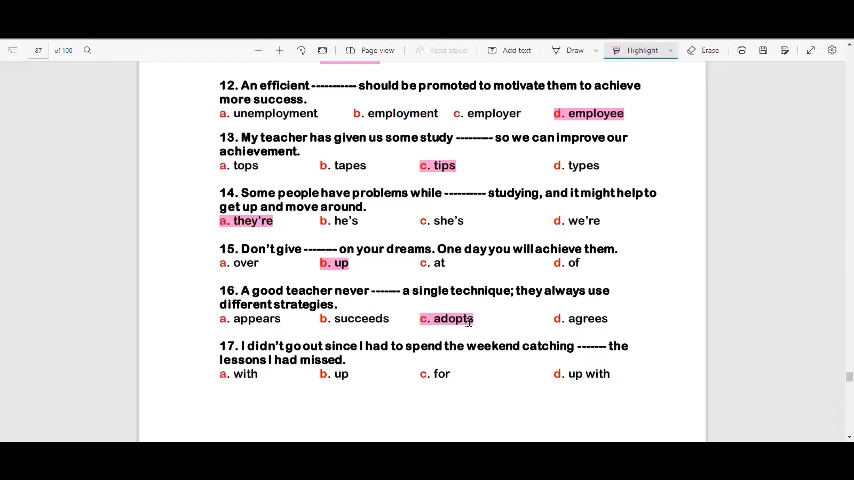 87 of 100 Page view Read aloud Add text Draw Highlight Erase
12. An efficient ----------- should be promoted to motivate them to achieve
more success.
a. unemployment b. employment c. employer d. employee
13. My teacher has given us some study --------- so we can improve our
achievement.
a. tops b. tapes c. tips d. types
14. Some people have problems while ---------- studying, and it might help to
get up and move around.
a. they're b. he's c. she's d. we're
15. Don't give -------- on your dreams. One day you will achieve them.
a. over b. up c. at d. of
16. A good teacher never ------- a single technique; they always use
different strategies.
a. appears b. succeeds c. adopts d. agrees
17. I didn't go out since I had to spend the weekend catching ------- the
lessons I had missed.
a. with b. up c. for d. up with